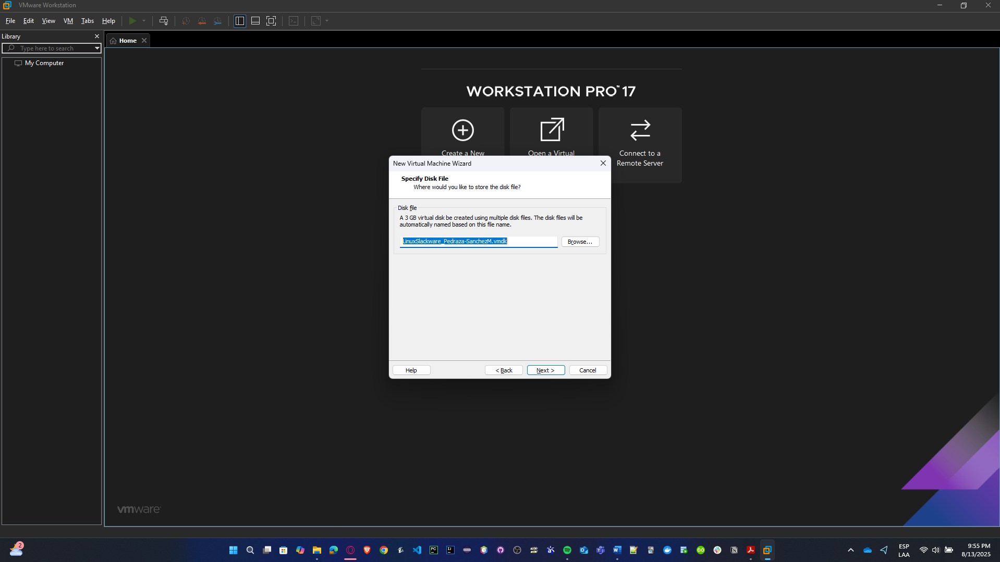 VMware Workstation
File Edit View VM Tabs Help
Library
Type here to search
My Computer
Home
WORKSTATION PRO™ 17
Create a New
Open a Virtual
Connect to a
Remote Server
New Virtual Machine Wizard
Specify Disk File
Where would you like to store the disk file?
Disk file
A 3 GB virtual disk be created using multiple disk files. The disk files will be
automatically named based on this file name.
LinuxSlackware_Pedraza-SanchezM.vmdk
Browse...
Help
< Back
Next >
Cancel
vmware
2
PC
IJ
W
ESP
LAA
9:55 PM
8/13/2025